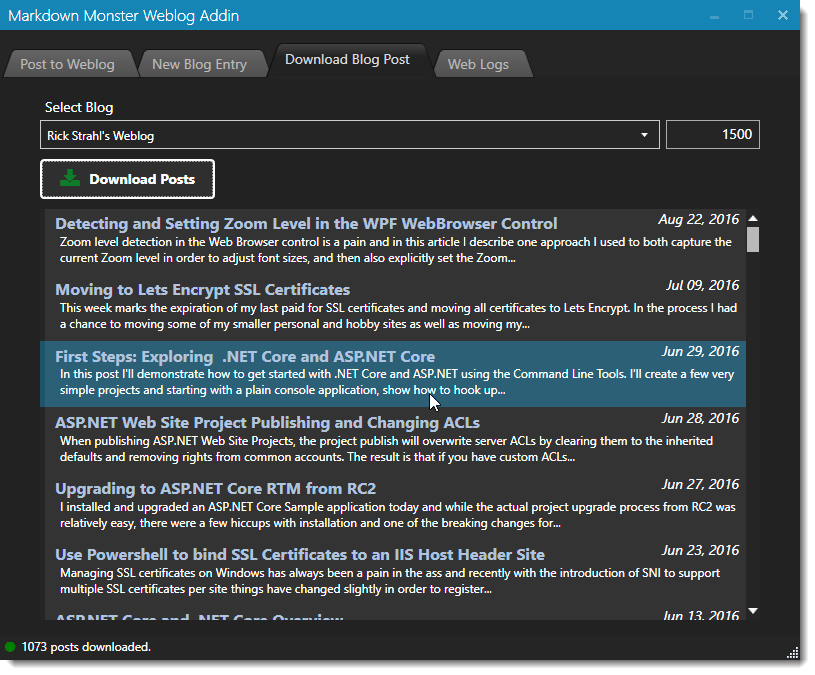 Markdown Monster Weblog Addin
Post to Weblog
New Blog Entry
Download Blog Post
Web Logs
Select Blog
Rick Strahl's Weblog
1500
Download Posts
Detecting and Setting Zoom Level in the WPF WebBrowser Control
Aug 22, 2016
Zoom level detection in the Web Browser control is a pain and in this article I describe one approach I used to both capture the
current Zoom level in order to adjust font sizes, and then also explicitly set the Zoom...
Moving to Lets Encrypt SSL Certificates
Jul 09, 2016
This week marks the expiration of my last paid for SSL certificates and moving all certificates to Lets Encrypt. In the process I had
a chance to moving some of my smaller personal and hobby sites as well as moving my...
First Steps: Exploring  .NET Core and ASP.NET Core
Jun 29, 2016
In this post I'll demonstrate how to get started with .NET Core and ASP.NET using the Command Line Tools. I'll create a few very
simple projects and starting with a plain console application, show how to hook up...
ASP.NET Web Site Project Publishing and Changing ACLs
Jun 28, 2016
When publishing ASP.NET Web Site Projects, the project publish will overwrite server ACLs by clearing them to the inherited
defaults and removing rights from common accounts. The result is that if you have custom ACLs...
Upgrading to ASP.NET Core RTM from RC2
Jun 27, 2016
I installed and upgraded an ASP.NET Core Sample application today and while the actual project upgrade process from RC2 was
relatively easy, there were a few hiccups with installation and one of the breaking changes for...
Use Powershell to bind SSL Certificates to an IIS Host Header Site
Jun 23, 2016
Managing SSL certificates on Windows has always been a pain in the ass and recently with the introduction of SNI to support
multiple SSL certificates per site things have changed slightly in order to register...
ASP.NET Core and .NET Core Overview
Jun 13, 2016
1073 posts downloaded.